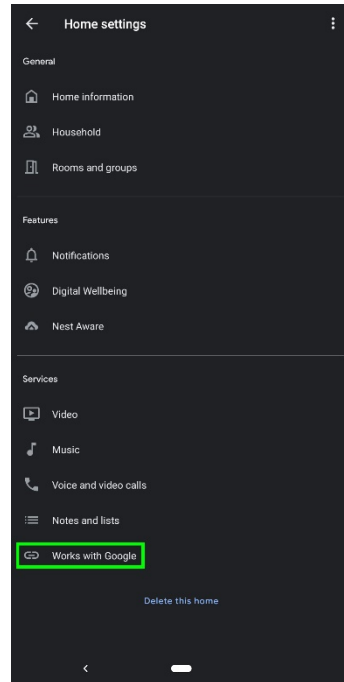 Home settings
General
Home information
Household
Rooms and groups
Features
Notifications
Digital Wellbeing
Nest Aware
Services
Video
Music
Voice and video calls
Notes and lists
Works with Google
Delete this home